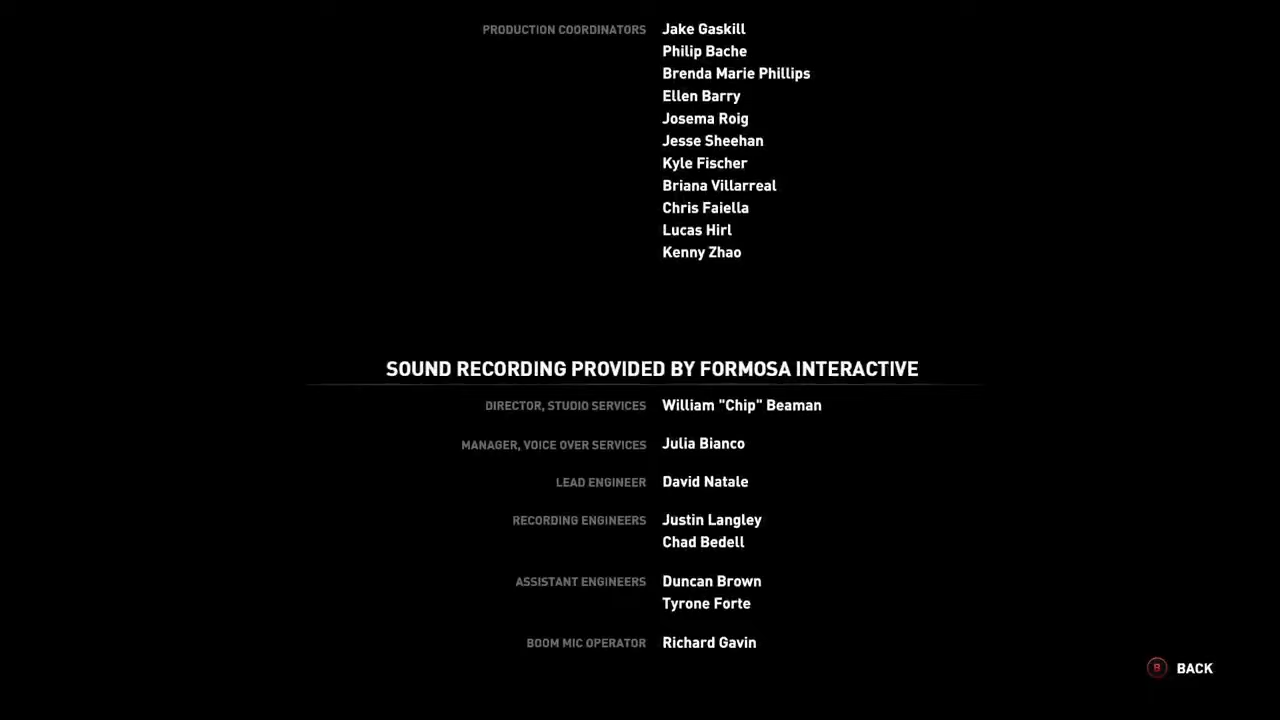 PRODUCTION COORDINATORS Jake Gaskill
Philip Bache
Brenda Marie Phillips
Ellen Barry
Josema Roig
Jesse Sheehan
Kyle Fischer
Briana Villarreal
Chris Faiella
Lucas Hirl
Kenny Zhao
SOUND RECORDING PROVIDED BY FORMOSA INTERACTIVE
DIRECTOR, STUDIO SERVICES William "Chip" Beaman
MANAGER, VOICE OVER SERVICES Julia Bianco
LEAD ENGINEER David Natale
RECORDING ENGINEERS Justin Langley
Chad Bedell
ASSISTANT ENGINEERS Duncan Brown
Tyrone Forte
BOOM MIC OPERATOR Richard Gavin
B BACK